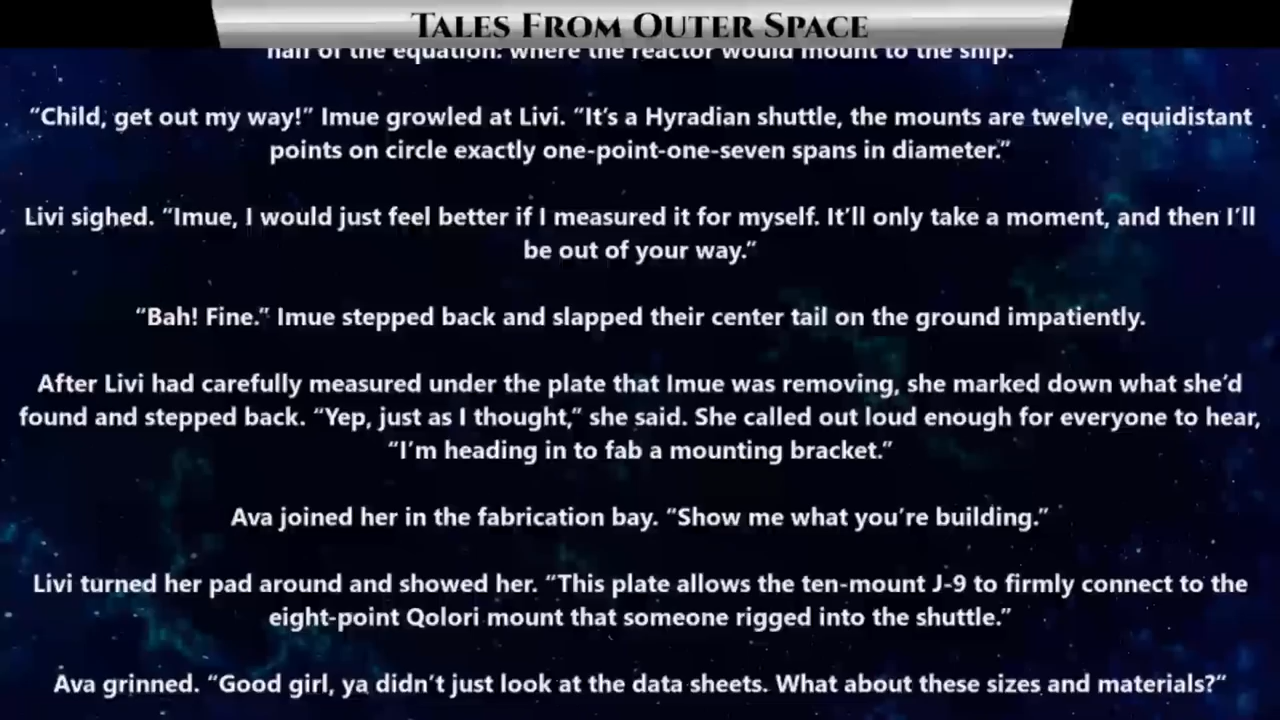 Tales From Outer Space
half of the equation: where the reactor would mount to the ship.
“Child, get out my way!” Imue growled at Livi. “It’s a Hyradian shuttle, the mounts are twelve, equidistant
points on circle exactly one-point-one-seven spans in diameter.”
Livi sighed. “Imue, I would just feel better if I measured it for myself. It’ll only take a moment, and then I’ll
be out of your way.”
“Bah! Fine.” Imue stepped back and slapped their center tail on the ground impatiently.
After Livi had carefully measured under the plate that Imue was removing, she marked down what she’d
found and stepped back. “Yep, just as I thought,” she said. She called out loud enough for everyone to hear,
“I’m heading in to fab a mounting bracket.”
Ava joined her in the fabrication bay. “Show me what you’re building.”
Livi turned her pad around and showed her. “This plate allows the ten-mount J-9 to firmly connect to the
eight-point Qolori mount that someone rigged into the shuttle.”
Ava grinned. “Good girl, ya didn’t just look at the data sheets. What about these sizes and materials?”